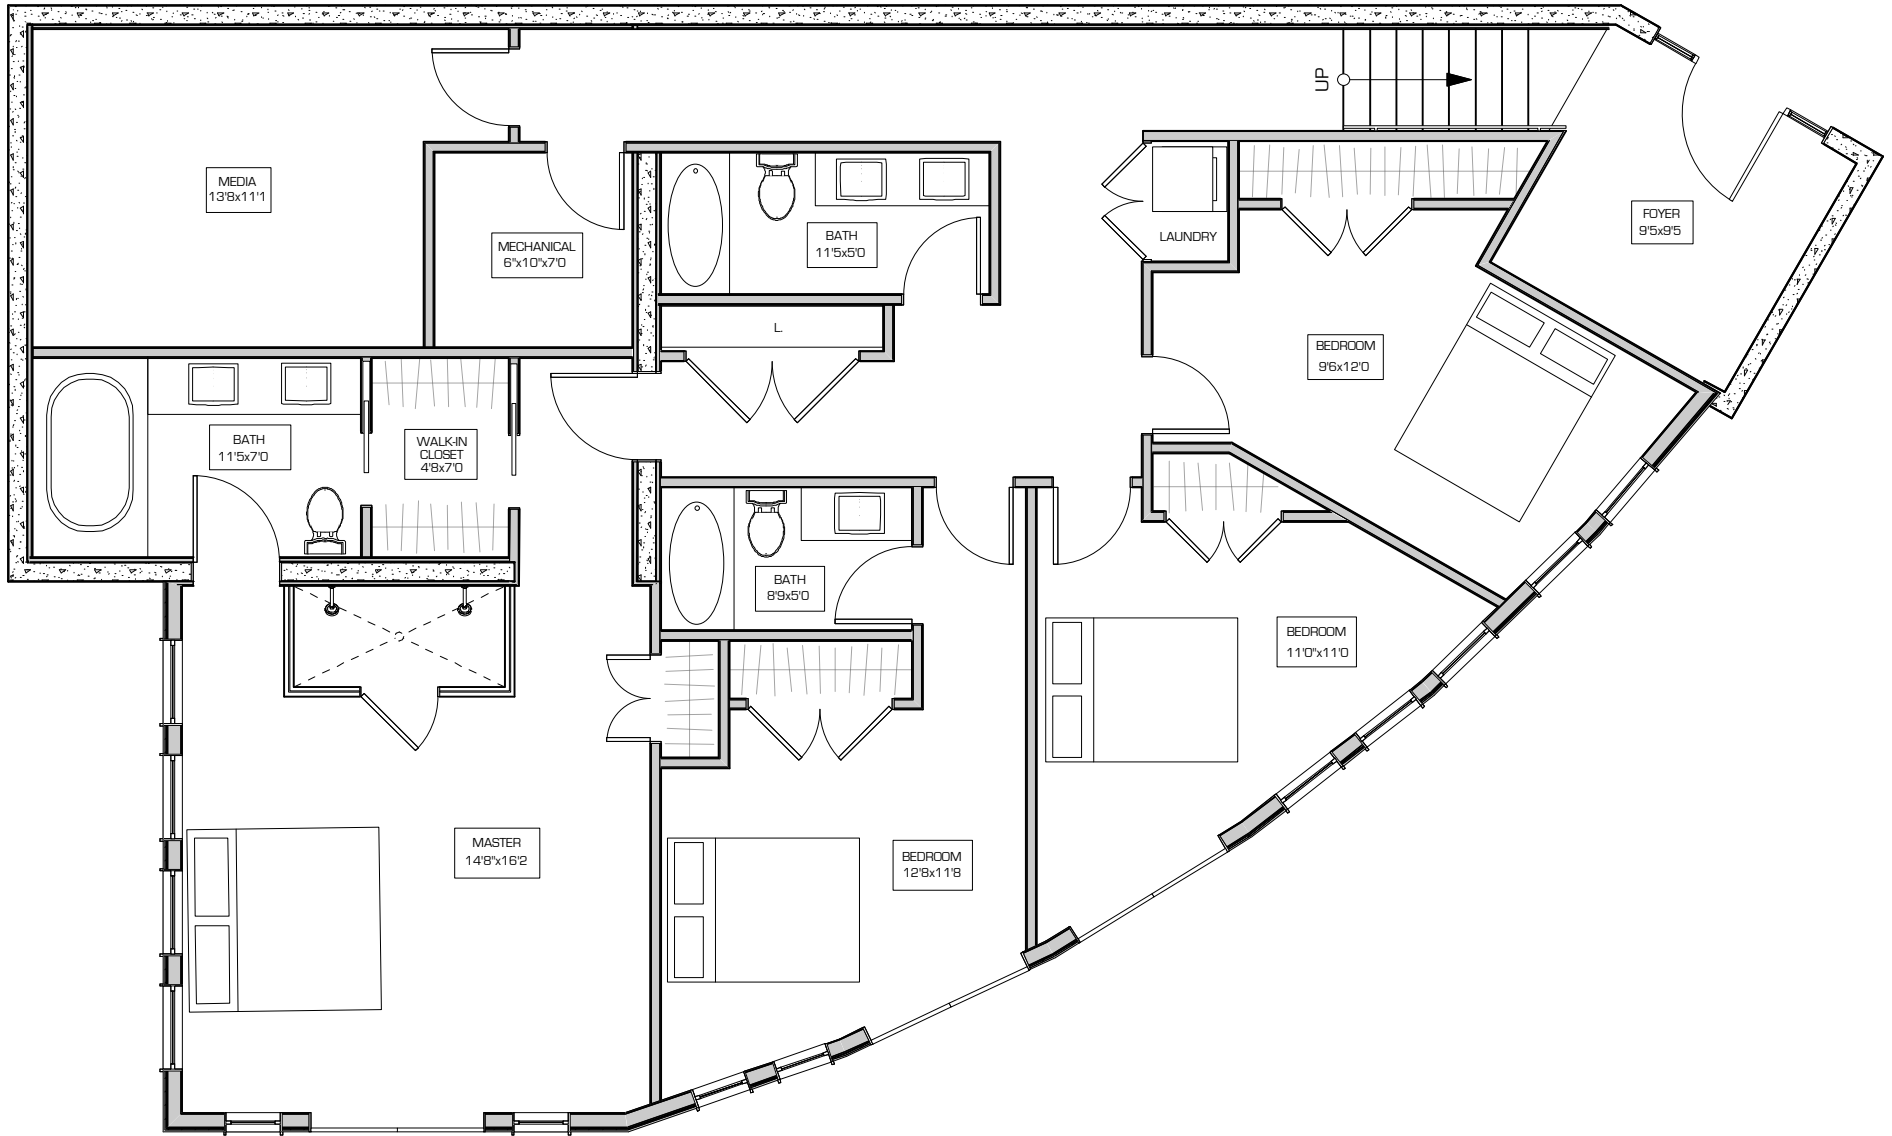 UP
MEDIA
13'8x11'1
MECHANICAL
6"x10"x7'0
BATH
11'5x5'0
LAUNDRY
FOYER
9'5x9'5
L.
BEDROOM
9'6x12'0
BATH
11'5x7'0
WALK-IN
CLOSET
4'8x7'0
BATH
8'9x5'0
BEDROOM
11'0"x11'0
MASTER
14'8"x16'2
BEDROOM
12'8x11'8